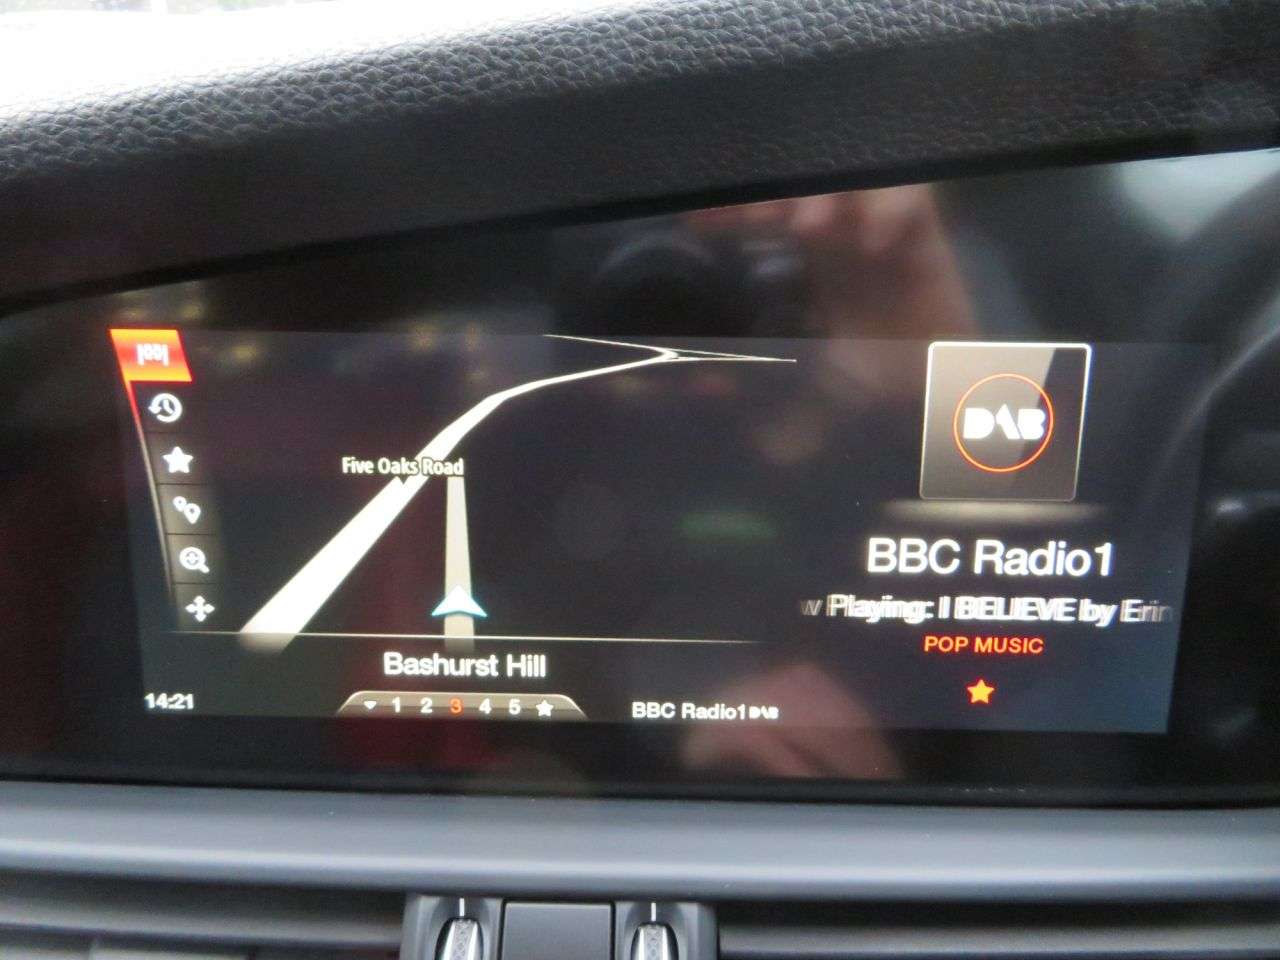 DAB
Five Oaks Road
BBC Radio1
Playing: I BELIEVE by Erin
POP MUSIC
Bashurst Hill
14:21
1 2 3 4 5
BBC Radio1 DAB